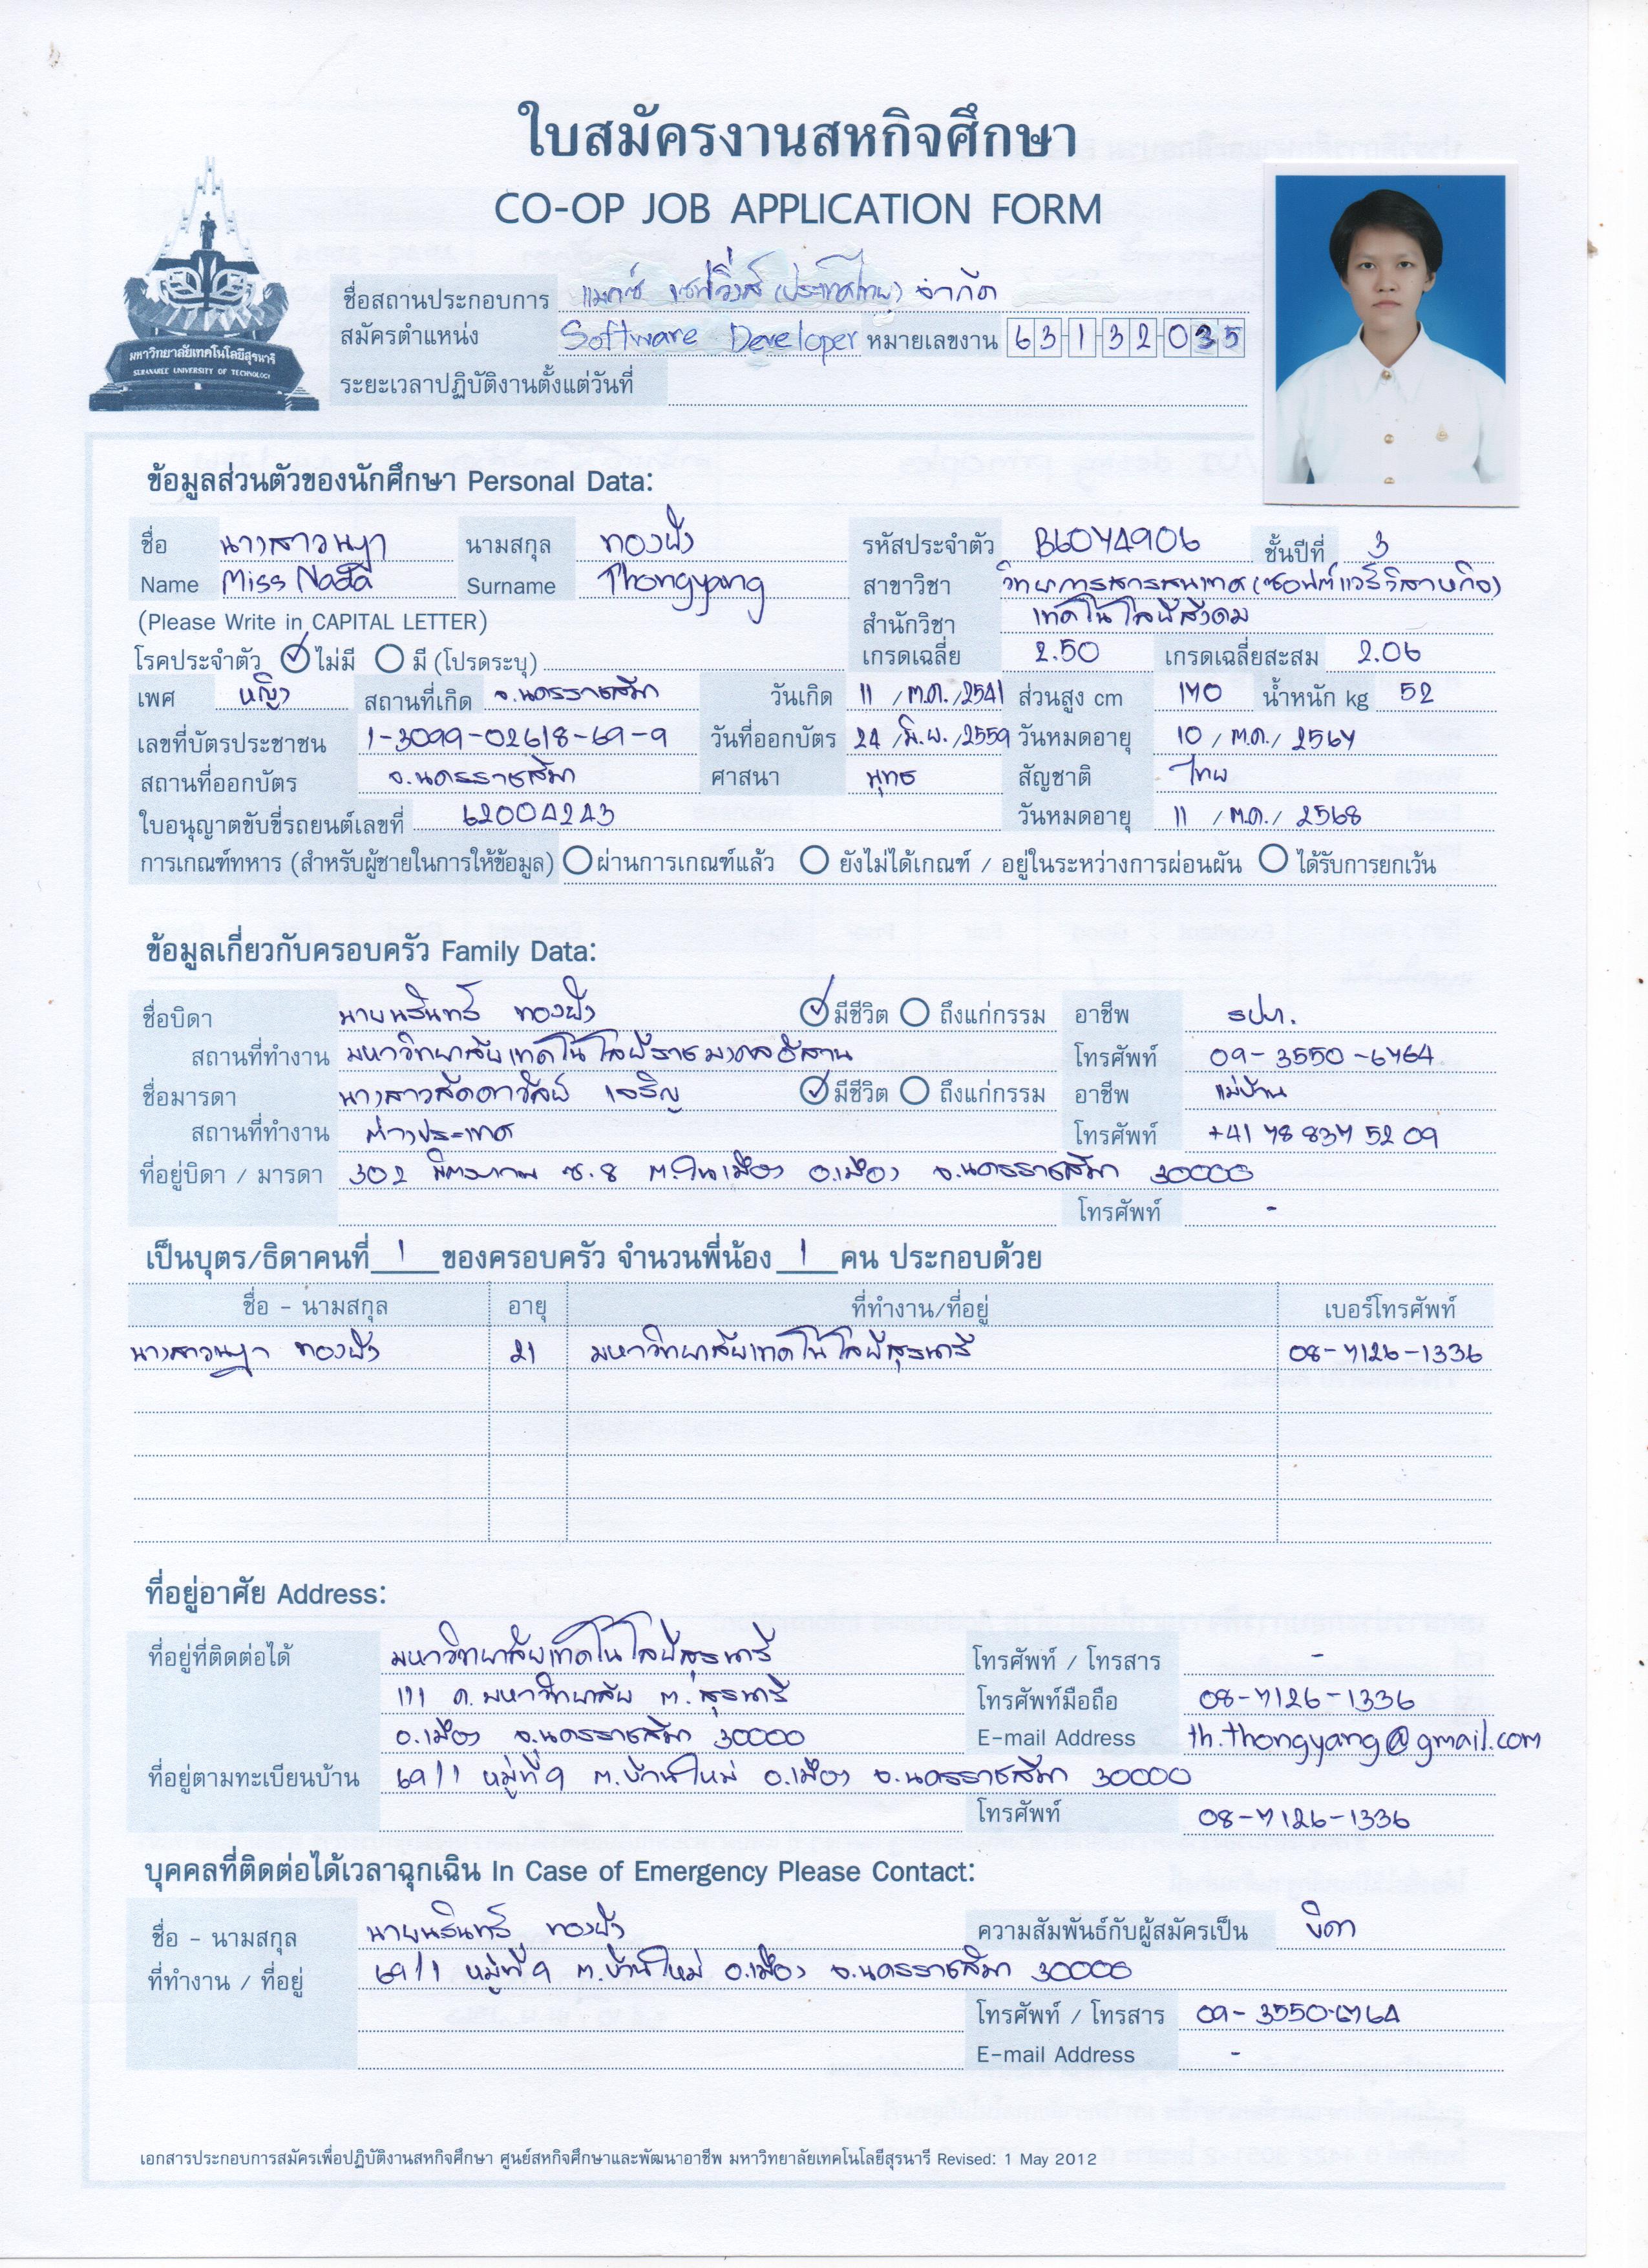 ใบสมัครงานสหกิจศึกษา
CO-OP JOB APPLICATION FORM
มหาวิทยาลัยเทคโนโลยีสุรนารี
SURANAREE UNIVERSITY OF TECHNOLOGY
ชื่อสถานประกอบการ แมกซ์ เซฟวิ่งส์ (ประเทศไทย) จำกัด
สมัครตำแหน่ง Software Developer หมายเลขงาน 63-1-32-035
ระยะเวลาปฏิบัติงานตั้งแต่วันที่
ข้อมูลส่วนตัวของนักศึกษา Personal Data:
ชื่อ นางสาวนฎา นามสกุล ทองยัง รหัสประจำตัว B6074906 ชั้นปีที่ 3
Name Miss Nada Surname Thongyang สาขาวิชา วิทยาการสารสนเทศ (ซอฟต์แวร์วิสาหกิจ)
(Please Write in CAPITAL LETTER) สำนักวิชา เทคโนโลยีสังคม
โรคประจำตัว ไม่มี มี (โปรดระบุ) เกรดเฉลี่ย 2.50 เกรดเฉลี่ยสะสม 2.06
เพศ หญิง สถานที่เกิด จ.นครราชสีมา วันเกิด 11 / ต.ค. / 2541 ส่วนสูง cm 170 น้ำหนัก kg 52
เลขที่บัตรประชาชน 1-3099-02618-69-9 วันที่ออกบัตร 24 / มิ.ย. / 2559 วันหมดอายุ 10 / ต.ค. / 2567
สถานที่ออกบัตร จ.นครราชสีมา ศาสนา พุทธ สัญชาติ ไทย
ใบอนุญาตขับขี่รถยนต์เลขที่ 62004243 วันหมดอายุ 11 / ต.ค. / 2568
การเกณฑ์ทหาร (สำหรับผู้ชายในการให้ข้อมูล) ผ่านการเกณฑ์แล้ว ยังไม่ได้เกณฑ์ / อยู่ในระหว่างการผ่อนผัน ได้รับการยกเว้น
ข้อมูลเกี่ยวกับครอบครัว Family Data:
ชื่อบิดา นายนรินทร์ ทองยัง มีชีวิต ถึงแก่กรรม อาชีพ รปภ.
สถานที่ทำงาน มหาวิทยาลัยเทคโนโลยีราชมงคลอีสาน โทรศัพท์ 09-3550-6764
ชื่อมารดา นางสาวลัดดาวัลย์ เจริญ มีชีวิต ถึงแก่กรรม อาชีพ แม่บ้าน
สถานที่ทำงาน ต่างประเทศ โทรศัพท์ +41 78 837 52 09
ที่อยู่บิดา / มารดา 302 มิตรภาพ ซ.8 ต.ในเมือง อ.เมือง จ.นครราชสีมา 30000
โทรศัพท์ -
เป็นบุตร/ธิดาคนที่ 1 ของครอบครัว จำนวนพี่น้อง 1 คน ประกอบด้วย
ชื่อ - นามสกุล อายุ ที่ทำงาน/ที่อยู่ เบอร์โทรศัพท์
นางสาวนฎา ทองยัง 21 มหาวิทยาลัยเทคโนโลยีสุรนารี 08-7126-1336
ที่อยู่อาศัย Address:
ที่อยู่ที่ติดต่อได้ มหาวิทยาลัยเทคโนโลยีสุรนารี โทรศัพท์ / โทรสาร -
111 ถ.มหาวิทยาลัย ต.สุรนารี โทรศัพท์มือถือ 08-7126-1336
อ.เมือง จ.นครราชสีมา 30000 E-mail Address th.thongyang@gmail.com
ที่อยู่ตามทะเบียนบ้าน 69/1 หมู่ที่ 9 ต.บ้านใหม่ อ.เมือง จ.นครราชสีมา 30000
โทรศัพท์ 08-7126-1336
บุคคลที่ติดต่อได้เวลาฉุกเฉิน In Case of Emergency Please Contact:
ชื่อ - นามสกุล นายนรินทร์ ทองยัง ความสัมพันธ์กับผู้สมัครเป็น บิดา
ที่ทำงาน / ที่อยู่ 69/1 หมู่ที่ 9 ต.บ้านใหม่ อ.เมือง จ.นครราชสีมา 30000
โทรศัพท์ / โทรสาร 09-3550-6764
E-mail Address -
เอกสารประกอบการสมัครเพื่อปฏิบัติงานสหกิจศึกษา ศูนย์สหกิจศึกษาและพัฒนาอาชีพ มหาวิทยาลัยเทคโนโลยีสุรนารี Revised: 1 May 2012